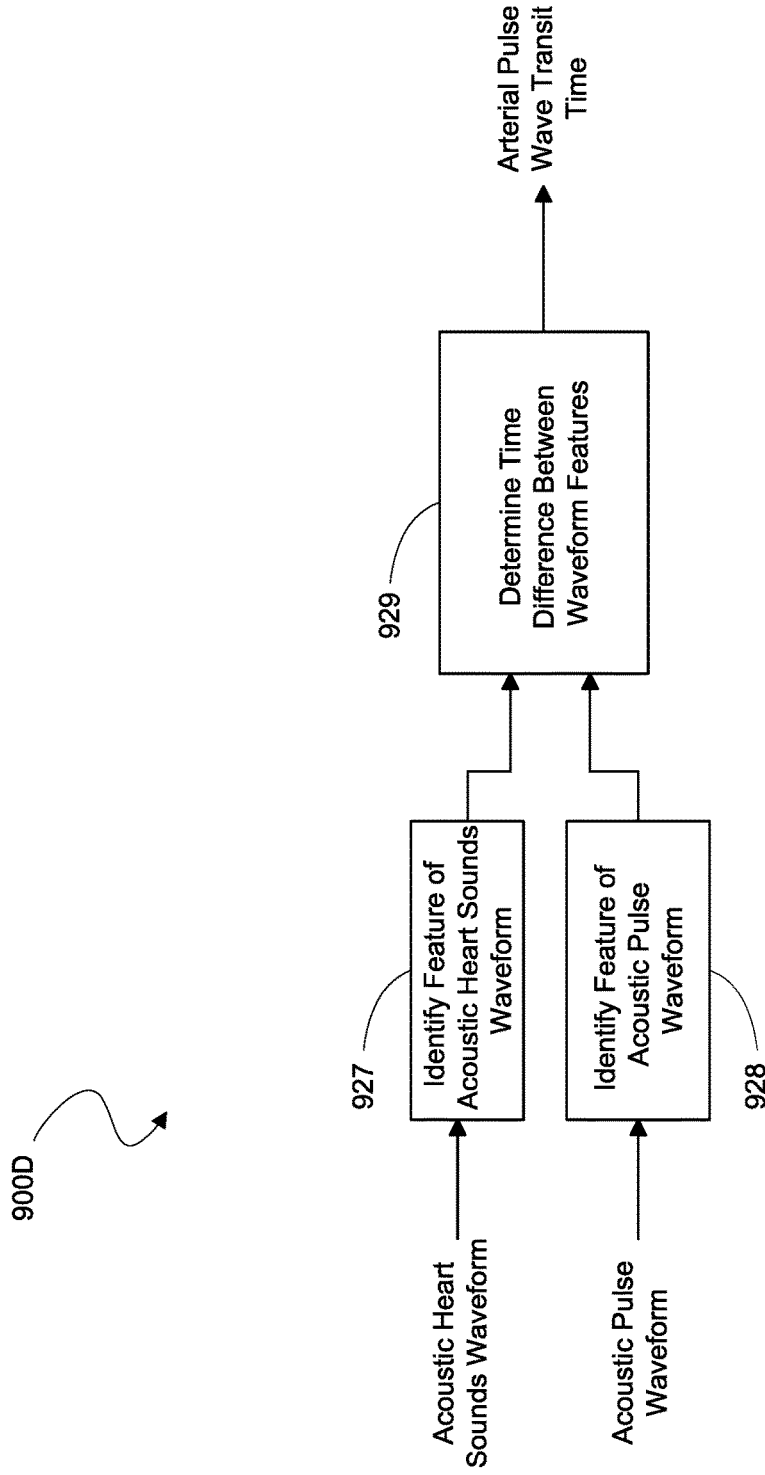 900D
Acoustic Heart
Sounds Waveform
927
Identify Feature of
Acoustic Heart Sounds
Waveform
Acoustic Pulse
Waveform
Identify Feature of
Acoustic Pulse
Waveform
928
929
Determine Time
Difference Between
Waveform Features
Arterial Pulse
Wave Transit
Time